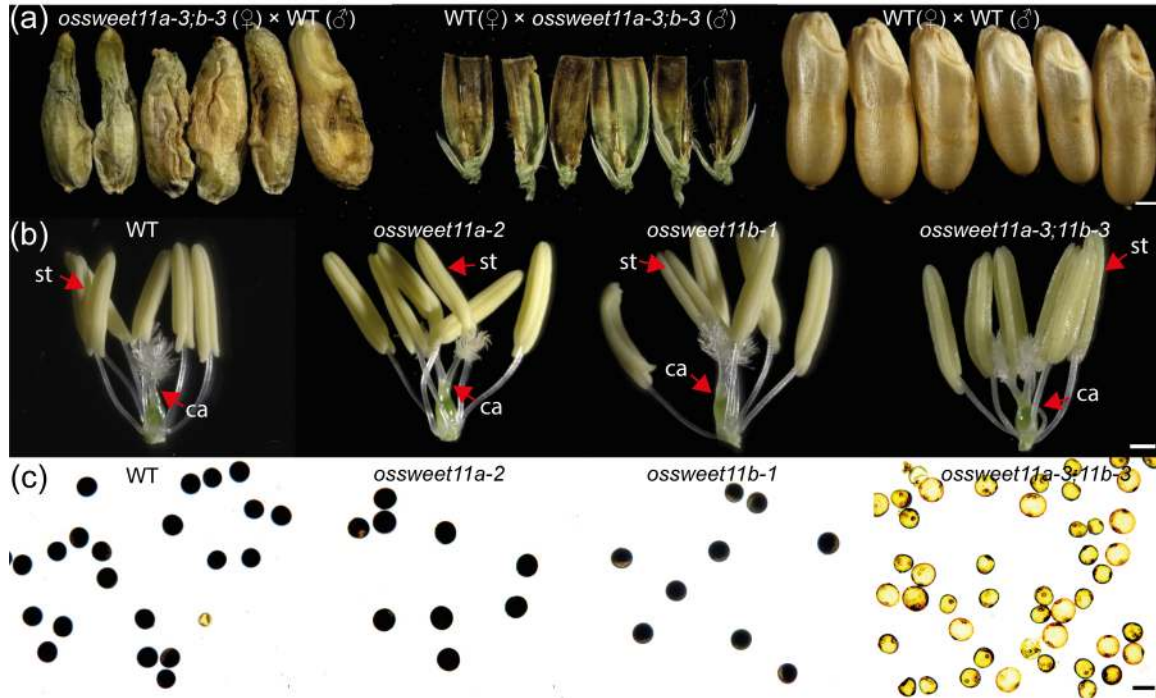 (a) ossweet11a-3;b-3 (♀) × WT (♂) WT(♀) × ossweet11a-3;b-3 (♂) WT(♀) × WT (♂)
(b) WT ossweet11a-2 ossweet11b-1 ossweet11a-3;11b-3
st st st st
ca ca ca ca
(c) WT ossweet11a-2 ossweet11b-1 ossweet11a-3;11b-3